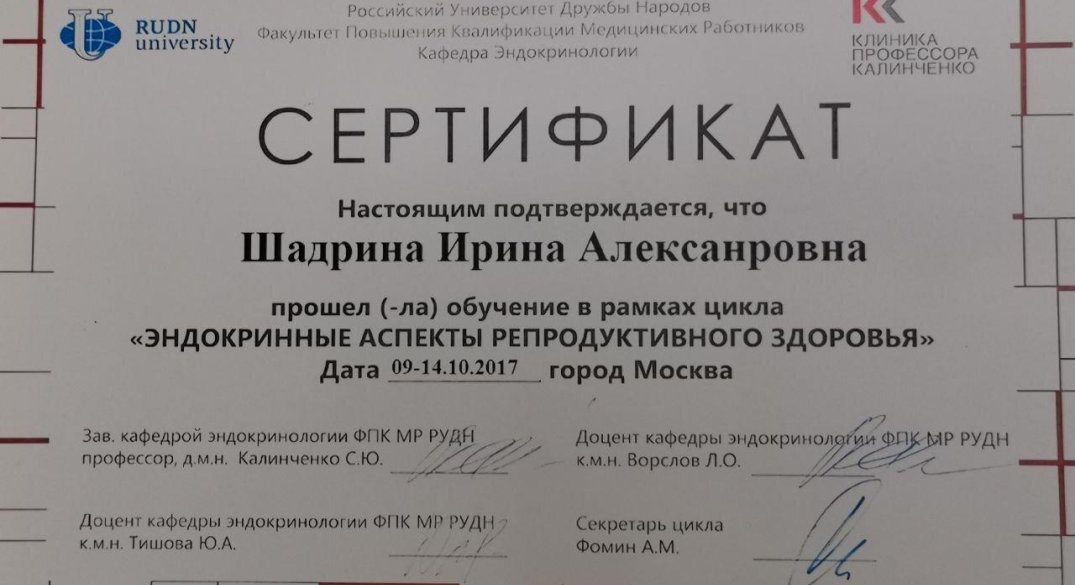 RUDN
university
Российский Университет Дружбы Народов
Факультет Повышения Квалификации Медицинских Работников
Кафедра Эндокринологии
КК
КЛИНИКА
ПРОФЕССОРА
КАЛИНЧЕНКО
СЕРТИФИКАТ
Настоящим подтверждается, что
Шадрина Ирина Алексанровна
прошел (-ла) обучение в рамках цикла
«ЭНДОКРИННЫЕ АСПЕКТЫ РЕПРОДУКТИВНОГО ЗДОРОВЬЯ»
Дата 09-14.10.2017 город Москва
Зав. кафедрой эндокринологии ФПК МР РУДН
профессор, д.м.н. Калинченко С.Ю.
Доцент кафедры эндокринологии ФПК МР РУДН
к.м.н. Ворслов Л.О.
Доцент кафедры эндокринологии ФПК МР РУДН
к.м.н. Тишова Ю.А.
Секретарь цикла
Фомин А.М.